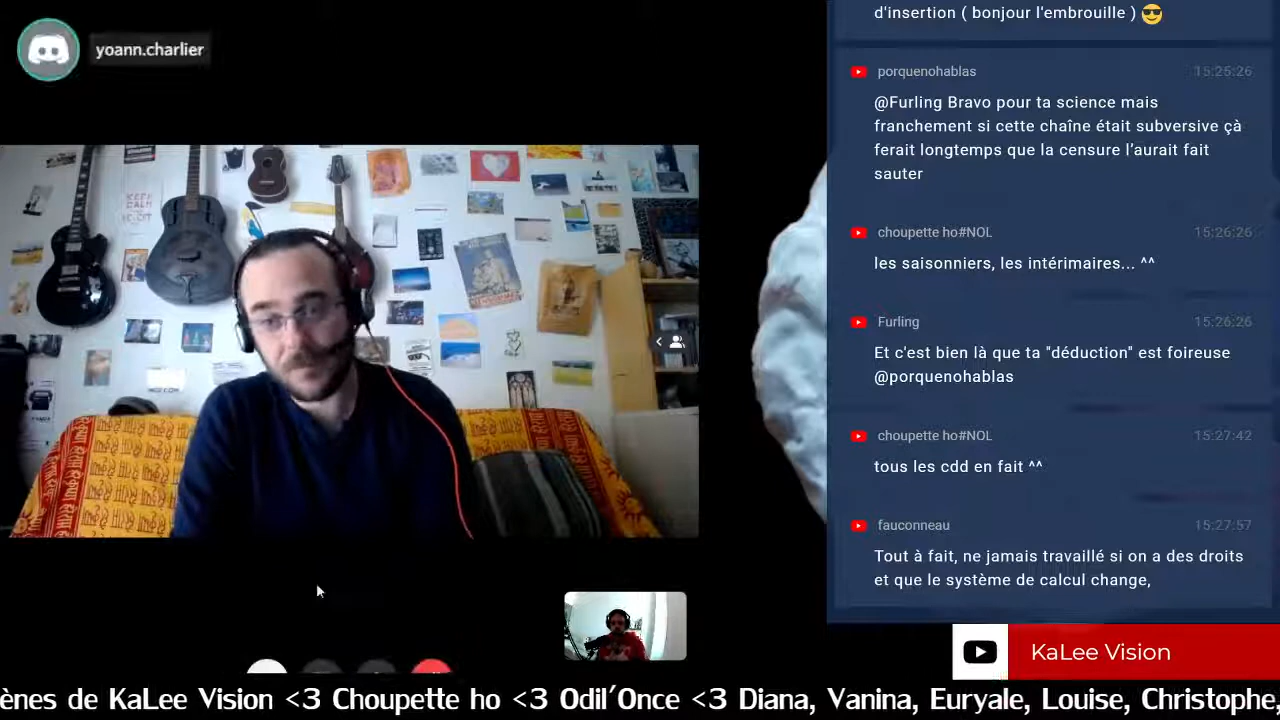 yoann.charlier
d'insertion ( bonjour l'embrouille ) 😎
porquenohablas 15:25:26
@Furling Bravo pour ta science mais
franchement si cette chaîne était subversive çà
ferait longtemps que la censure l'aurait fait
sauter
choupette ho#NOL 15:26:26
les saisonniers, les intérimaires... ^^
Furling 15:26:26
Et c'est bien là que ta "déduction" est foireuse
@porquenohablas
choupette ho#NOL 15:27:42
tous les cdd en fait ^^
fauconneau 15:27:57
Tout à fait, ne jamais travaillé si on a des droits
et que le système de calcul change,
KaLee Vision
ènes de KaLee Vision <3 Choupette ho <3 Odil'Once <3 Diana, Vanina, Euryale, Louise, Christophe,
KEEP
CALM